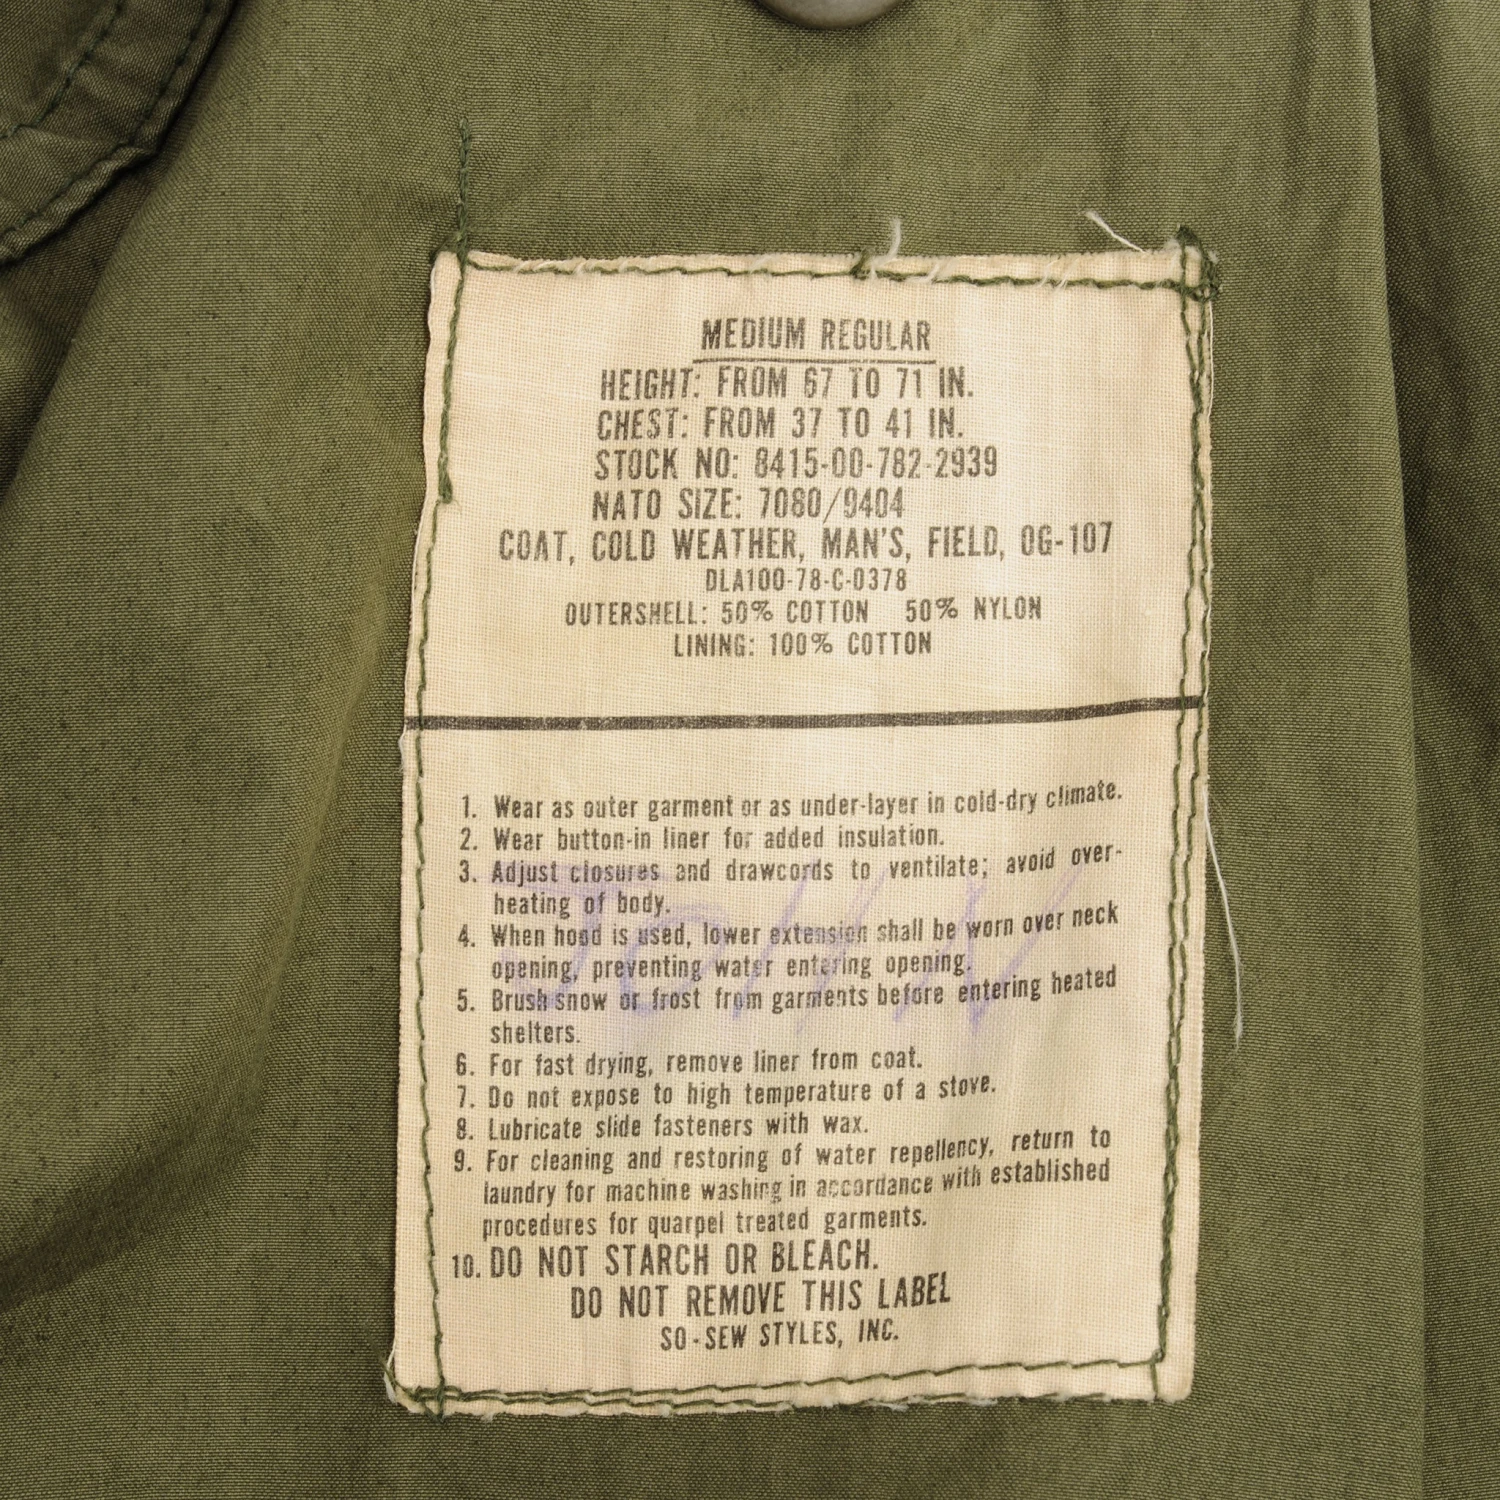 MEDIUM REGULAR
HEIGHT: FROM 67 TO 71 IN.
CHEST: FROM 37 TO 41 IN.
STOCK NO: 8415-00-782-2939
NATO SIZE: 7080/9404
COAT, COLD WEATHER, MAN'S, FIELD, OG-107
DLA100-78-C-0378
OUTERSHELL: 50% COTTON 50% NYLON
LINING: 100% COTTON
1. Wear as outer garment or as under-layer in cold-dry climate.
2. Wear button-in liner for added insulation.
3. Adjust closures and drawcords to ventilate; avoid over-
heating of body.
4. When hood is used, lower extension shall be worn over neck
opening, preventing water entering opening.
5. Brush snow or frost from garments before entering heated
shelters.
6. For fast drying, remove liner from coat.
7. Do not expose to high temperature of a stove.
8. Lubricate slide fasteners with wax.
9. For cleaning and restoring of water repellency, return to
laundry for machine washing in accordance with established
procedures for quarpel treated garments.
10. DO NOT STARCH OR BLEACH.
DO NOT REMOVE THIS LABEL
SO-SEW STYLES, INC.
JOHN